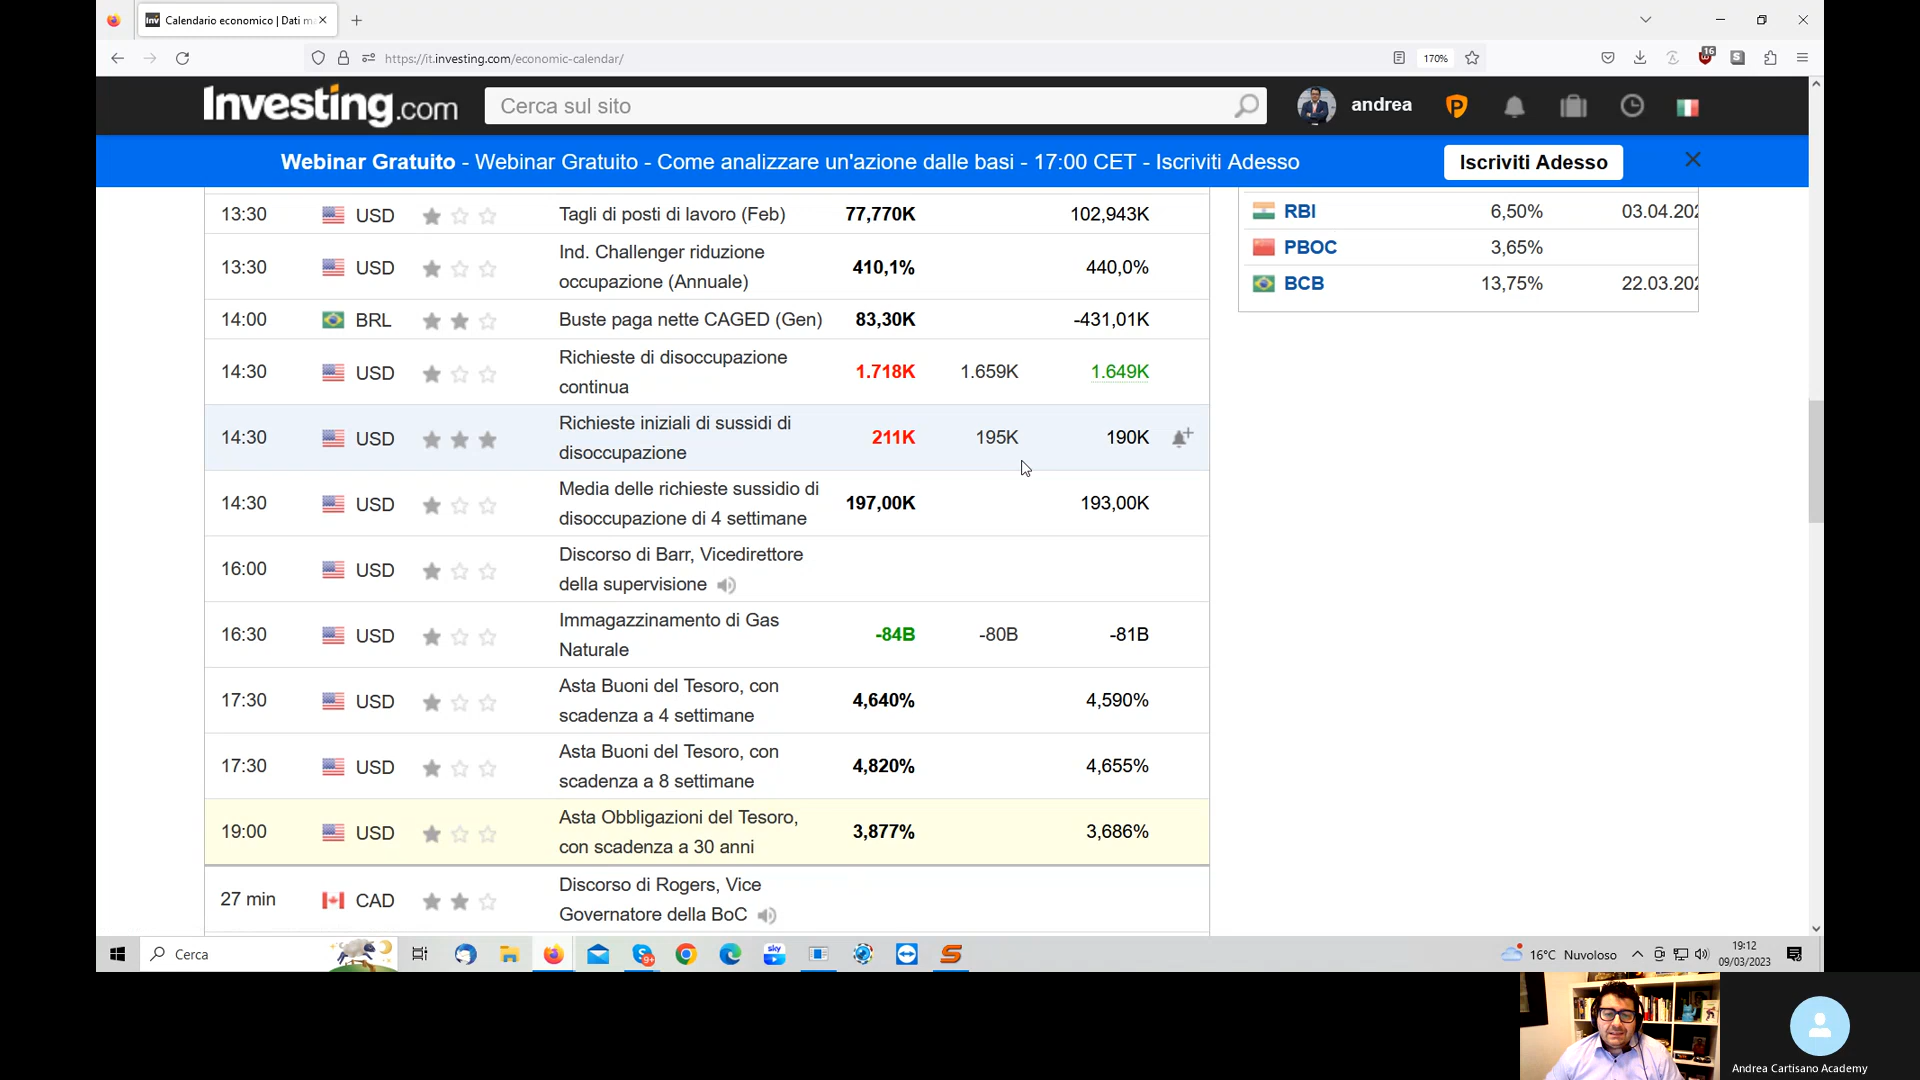 Calendario economico | Dati m
https://it.investing.com/economic-calendar/
170%
16
Investing.com
Cerca sul sito
andrea
Webinar Gratuito - Webinar Gratuito - Come analizzare un'azione dalle basi - 17:00 CET - Iscriviti Adesso
Iscriviti Adesso
13:30 USD Tagli di posti di lavoro (Feb) 77,770K 102,943K
13:30 USD Ind. Challenger riduzione
occupazione (Annuale) 410,1% 440,0%
14:00 BRL Buste paga nette CAGED (Gen) 83,30K -431,01K
14:30 USD Richieste di disoccupazione
continua 1.718K 1.659K 1.649K
14:30 USD Richieste iniziali di sussidi di
disoccupazione 211K 195K 190K
14:30 USD Media delle richieste sussidio di
disoccupazione di 4 settimane 197,00K 193,00K
16:00 USD Discorso di Barr, Vicedirettore
della supervisione
16:30 USD Immagazzinamento di Gas
Naturale -84B -80B -81B
17:30 USD Asta Buoni del Tesoro, con
scadenza a 4 settimane 4,640% 4,590%
17:30 USD Asta Buoni del Tesoro, con
scadenza a 8 settimane 4,820% 4,655%
19:00 USD Asta Obbligazioni del Tesoro,
con scadenza a 30 anni 3,877% 3,686%
27 min CAD Discorso di Rogers, Vice
Governatore della BoC
RBI 6,50% 03.04.202
PBOC 3,65%
BCB 13,75% 22.03.202
Cerca
sky
9+
16°C Nuvoloso
19:12
09/03/2023
Andrea Cartisano Academy